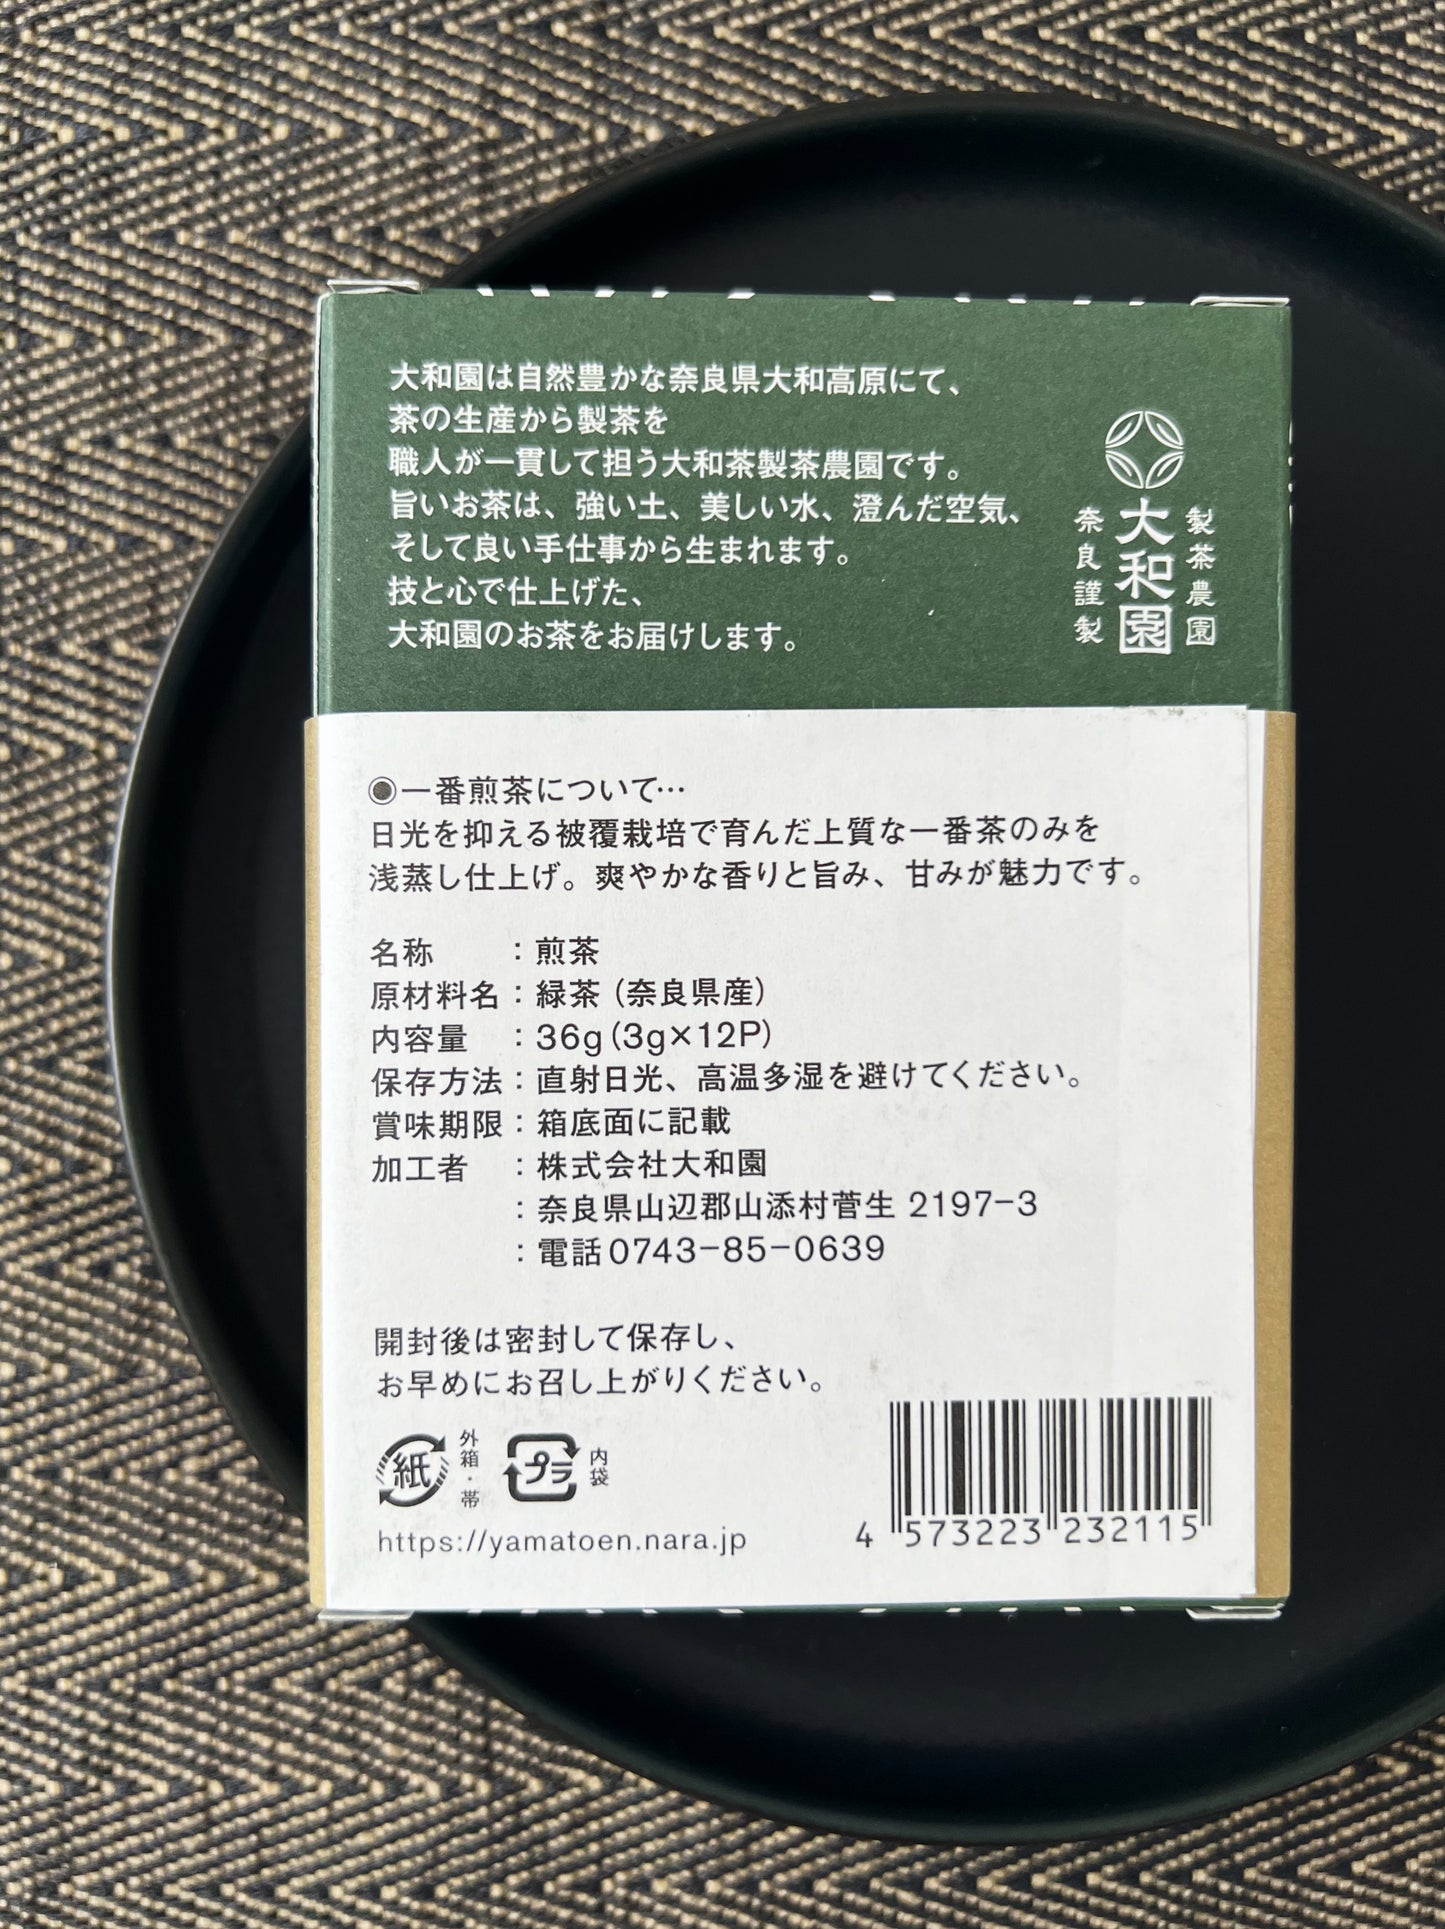 大和園は自然豊かな奈良県大和高原にて、
茶の生産から製茶を
職人が一貫して担う大和茶製茶農園です。
旨いお茶は、強い土、美しい水、澄んだ空気、
そして良い手仕事から生まれます。
技と心で仕上げた、
大和園のお茶をお届けします。
製茶農園
大和園
奈良謹製
◉一番煎茶について…
日光を抑える被覆栽培で育んだ上質な一番茶のみを
浅蒸し仕上げ。爽やかな香りと旨み、甘みが魅力です。
名称　　：煎茶
原材料名：緑茶（奈良県産）
内容量　：36g（3g×12P）
保存方法：直射日光、高温多湿を避けてください。
賞味期限：箱底面に記載
加工者　：株式会社大和園
：奈良県山辺郡山添村菅生 2197−3
：電話0743−85−0639
開封後は密封して保存し、
お早めにお召し上がりください。
紙 外箱・帯
プラ 内袋
https://yamatoen.nara.jp
4 573223 232115